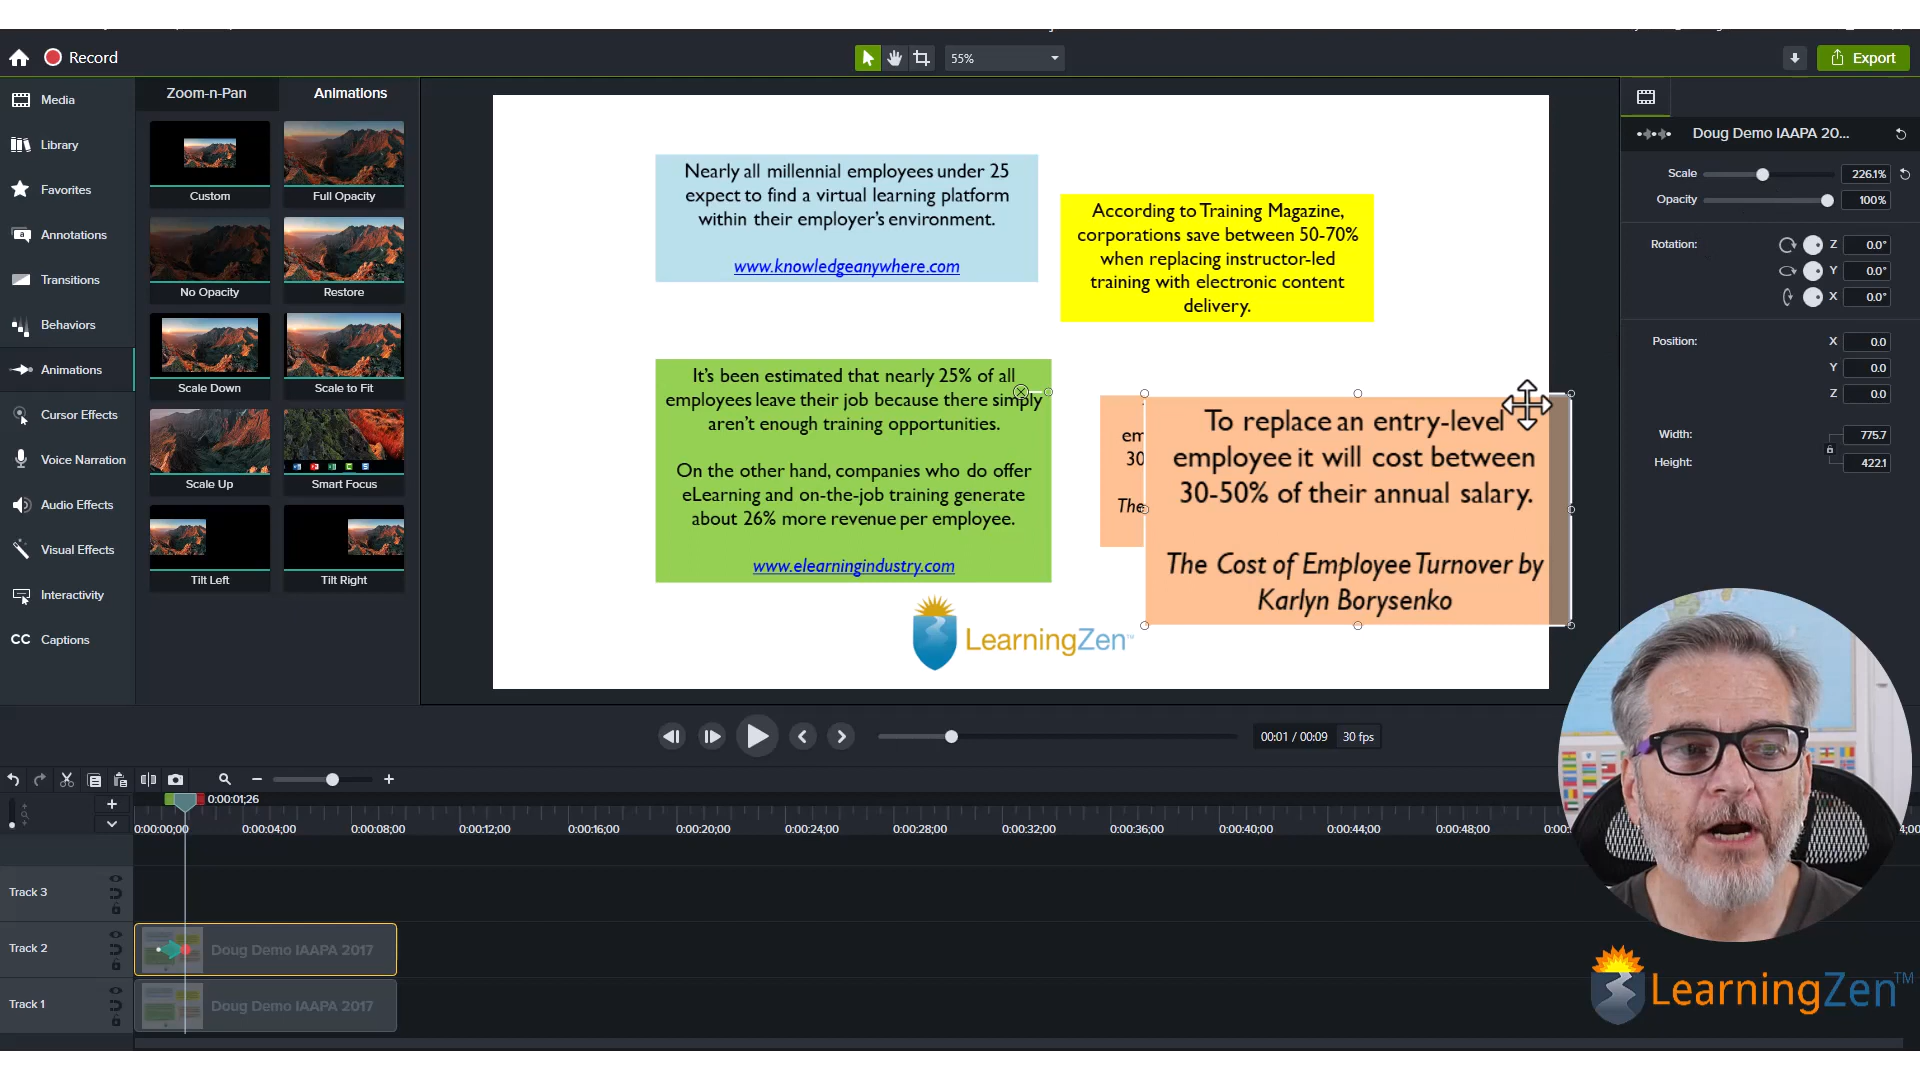 Record
55%
Export
Media
Library
Favorites
Annotations
Transitions
Behaviors
Animations
Cursor Effects
Voice Narration
Audio Effects
Visual Effects
Interactivity
CC Captions
Zoom-n-Pan
Animations
Custom
Full Opacity
No Opacity
Restore
Scale Down
Scale to Fit
Scale Up
Smart Focus
Tilt Left
Tilt Right
Nearly all millennial employees under 25
expect to find a virtual learning platform
within their employer's environment.
www.knowledgeanywhere.com
According to Training Magazine,
corporations save between 50-70%
when replacing instructor-led
training with electronic content
delivery.
It's been estimated that nearly 25% of all
employees leave their job because there simply
aren't enough training opportunities.
On the other hand, companies who do offer
eLearning and on-the-job training generate
about 26% more revenue per employee.
www.elearningindustry.com
em
30
The
To replace an entry-level
employee it will cost between
30-50% of their annual salary.
The Cost of Employee Turnover by
Karlyn Borysenko
LearningZen™
Doug Demo IAAPA 20...
Scale 226.1%
Opacity 100%
Rotation: Z 0.0°
Y 0.0°
X 0.0°
Position: X 0.0
Y 0.0
Z 0.0
Width: 775.7
Height: 422.1
00:01 / 00:09 30 fps
0:00:01;26
0:00:00;00 0:00:04;00 0:00:08;00 0:00:12;00 0:00:16;00 0:00:20;00 0:00:24;00 0:00:28;00 0:00:32;00 0:00:36;00 0:00:40;00 0:00:44;00 0:00:48;00 0:00:
Track 3
Track 2
Doug Demo IAAPA 2017
Track 1
Doug Demo IAAPA 2017
LearningZen™